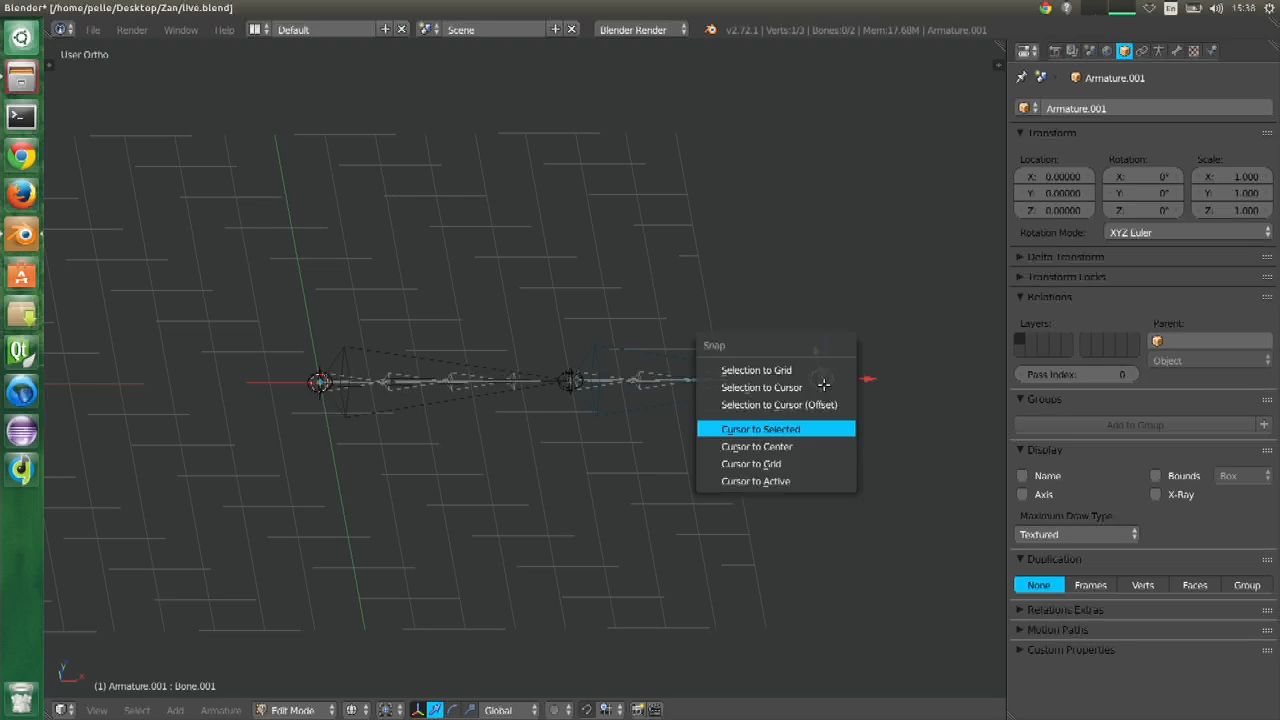 Blender* [/home/pelle/Desktop/Zan/live.blend]
En
15:38
File
Render
Window
Help
Default
Scene
Blender Render
v2.72.1 | Verts:1/3 | Bones:0/2 | Mem:17.68M | Armature.001
User Ortho
Armature.001
Armature.001
Transform
Location:
Rotation:
Scale:
X: 0.00000
X: 0°
X: 1.000
Y: 0.00000
Y: 0°
Y: 1.000
Z: 0.00000
Z: 0°
Z: 1.000
Rotation Mode:
XYZ Euler
Delta Transform
Transform Locks
Relations
Layers:
Parent:
Object
Pass Index: 0
Groups
Add to Group
Display
Name
Bounds
Box
Axis
X-Ray
Maximum Draw Type:
Textured
Duplication
None
Frames
Verts
Faces
Group
Relations Extras
Motion Paths
Custom Properties
Snap
Selection to Grid
Selection to Cursor
Selection to Cursor (Offset)
Cursor to Selected
Cursor to Center
Cursor to Grid
Cursor to Active
y
x
(1) Armature.001 : Bone.001
View
Select
Add
Armature
Edit Mode
Global